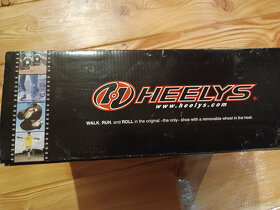 HEELYS®
www.heelys.com
WALK, RUN, and ROLL in the original -the only- shoe with a removable wheel in the heel.